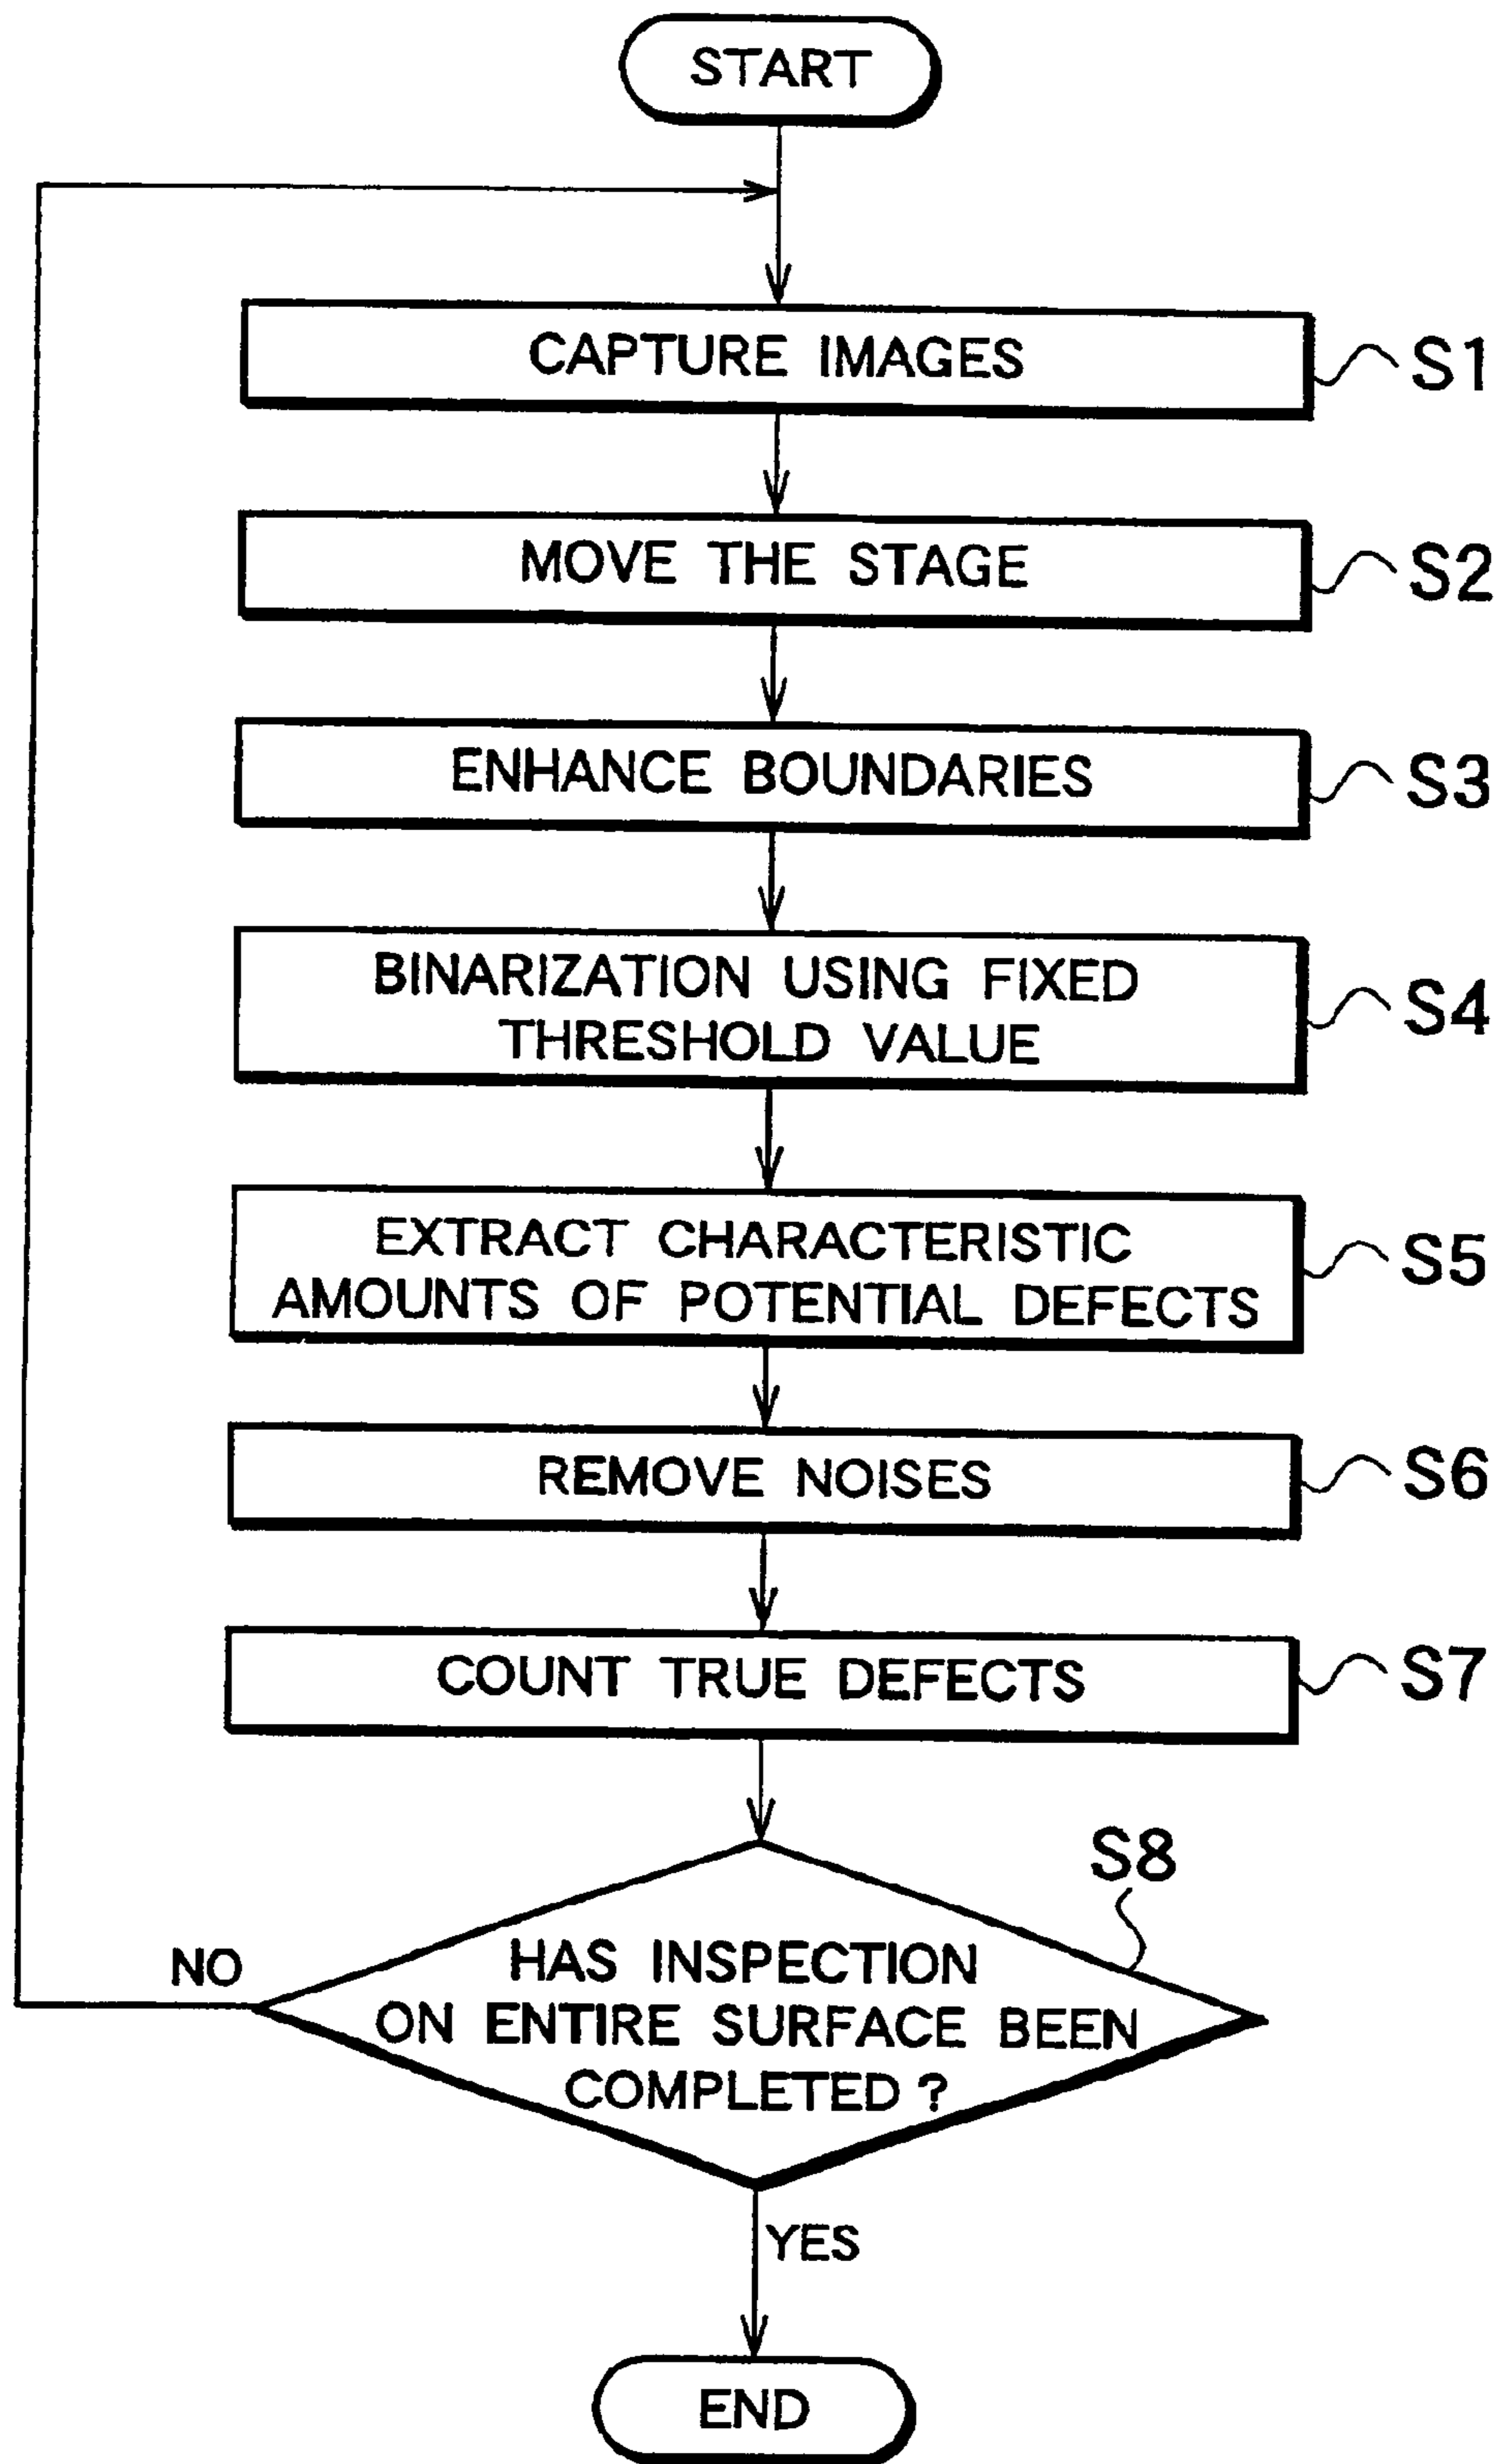 START
CAPTURE IMAGES
S1
MOVE THE STAGE
S2
ENHANCE BOUNDARIES
S3
BINARIZATION USING FIXED
THRESHOLD VALUE
S4
EXTRACT CHARACTERISTIC
AMOUNTS OF POTENTIAL DEFECTS
S5
REMOVE NOISES
S6
COUNT TRUE DEFECTS
S7
S8
NO
HAS INSPECTION
ON ENTIRE SURFACE BEEN
COMPLETED ?
YES
END